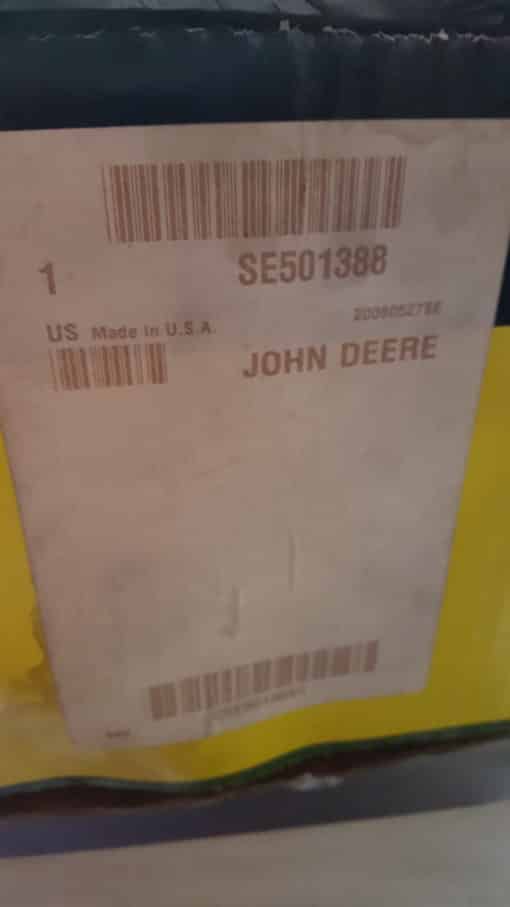 1 SE501388
US Made In U.S.A.
JOHN DEERE